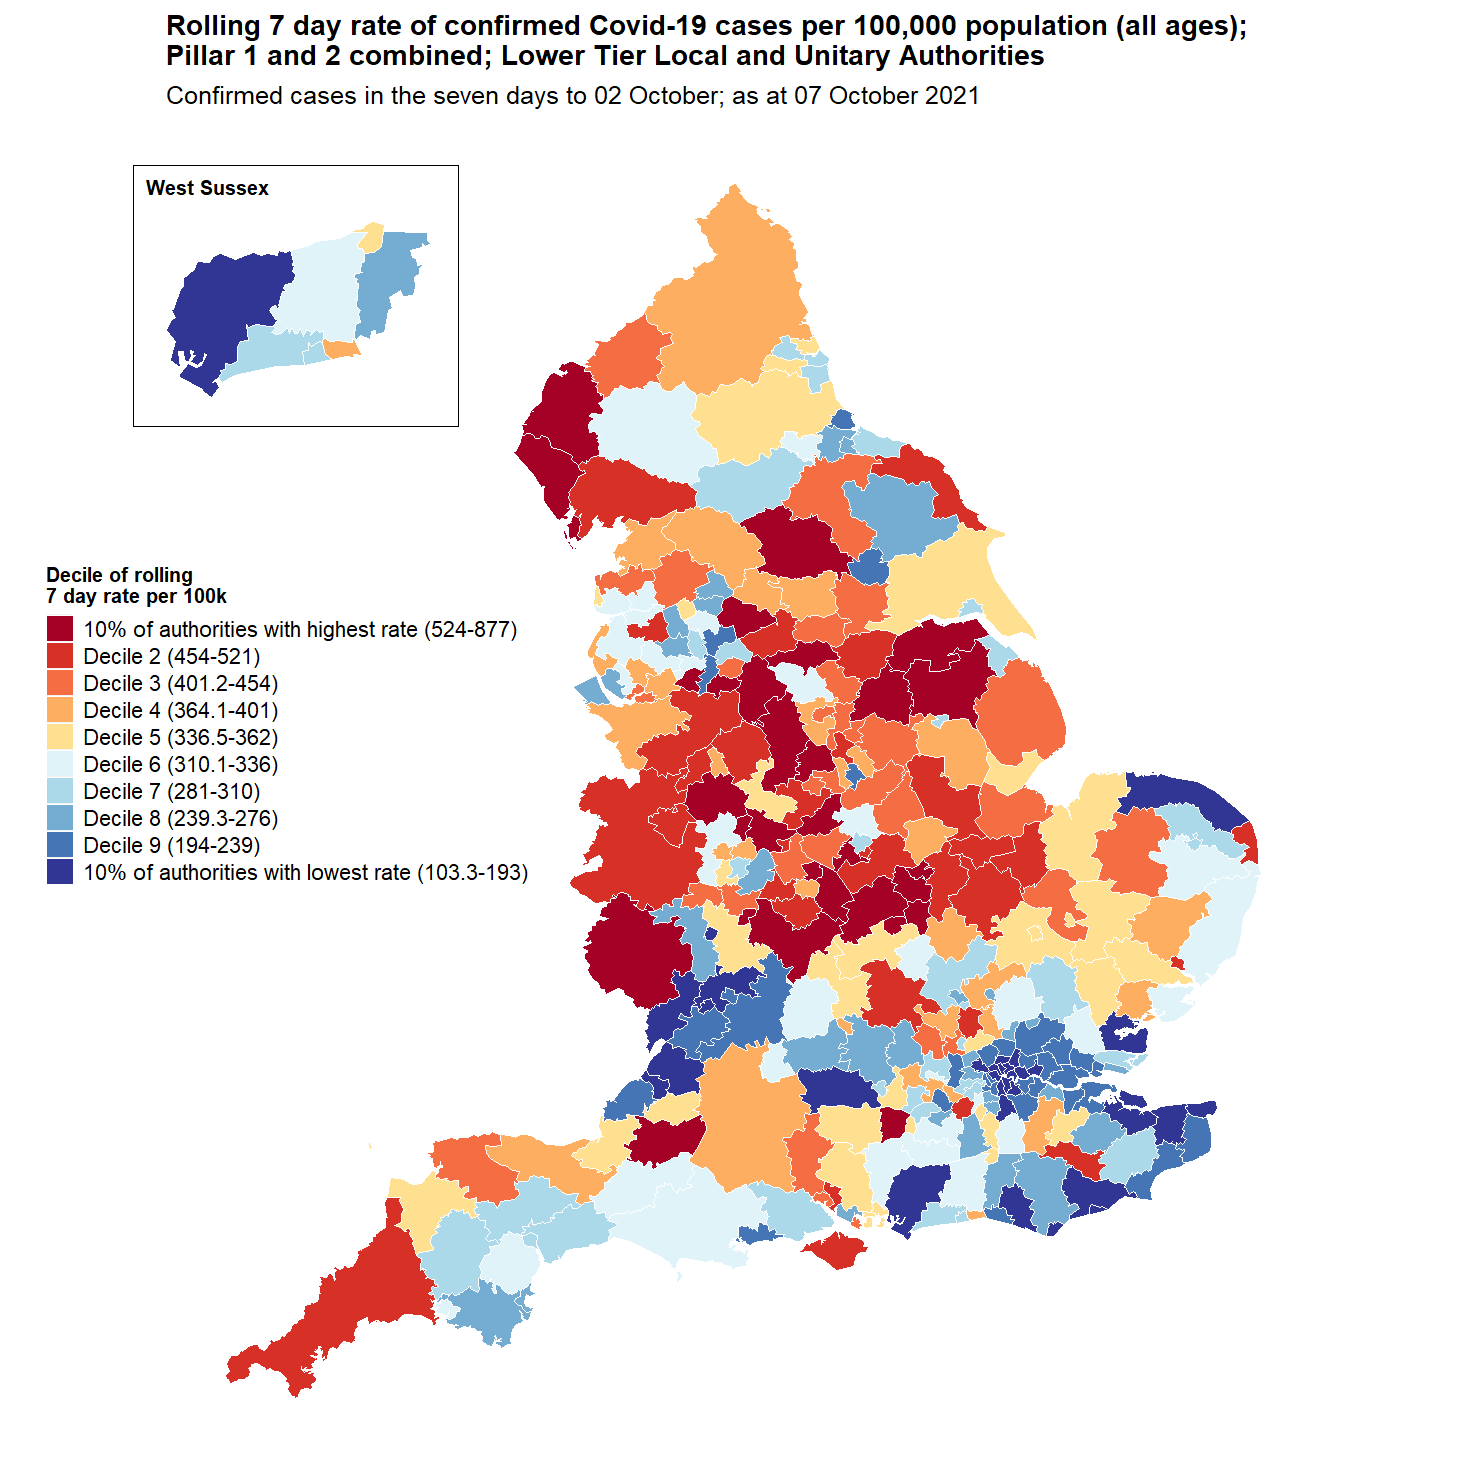 Rolling 7 day rate of confirmed Covid-19 cases per 100,000 population (all ages);
Pillar 1 and 2 combined; Lower Tier Local and Unitary Authorities
Confirmed cases in the seven days to 02 October; as at 07 October 2021
West Sussex
Decile of rolling
7 day rate per 100k
10% of authorities with highest rate (524-877)
Decile 2 (454-521)
Decile 3 (401.2-454)
Decile 4 (364.1-401)
Decile 5 (336.5-362)
Decile 6 (310.1-336)
Decile 7 (281-310)
Decile 8 (239.3-276)
Decile 9 (194-239)
10% of authorities with lowest rate (103.3-193)